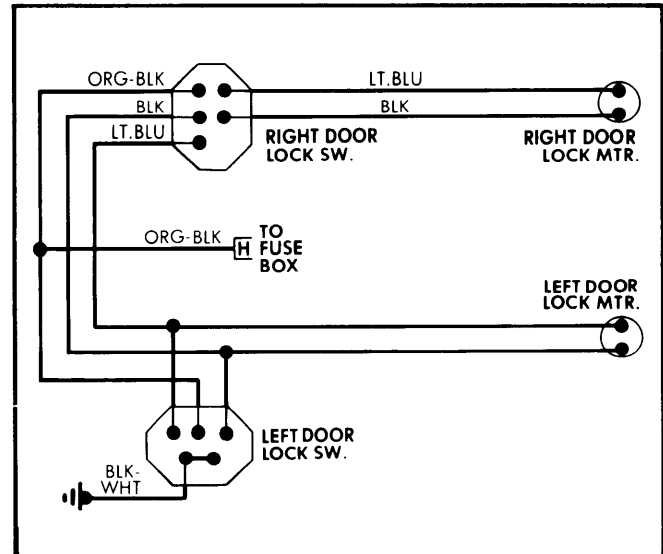 ORG-BLK
LT.BLU
BLK
BLK
LT.BLU
RIGHT DOOR
LOCK SW.
RIGHT DOOR
LOCK MTR.
ORG-BLK
H
TO
FUSE
BOX
LEFT DOOR
LOCK MTR.
LEFT DOOR
LOCK SW.
BLK-
WHT